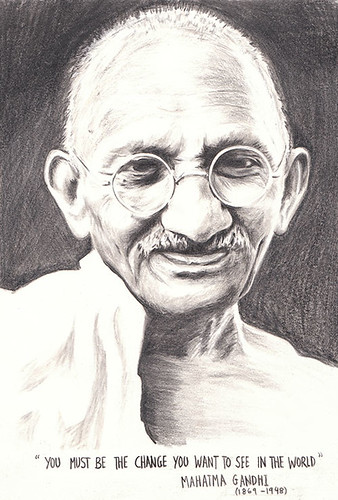 "YOU MUST BE THE CHANGE YOU WANT TO SEE IN THE WORLD"
MAHATMA GANDHI
(1869-1948)